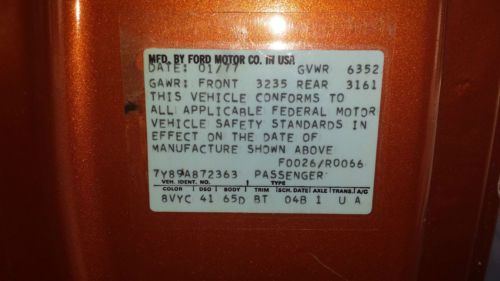 MFD. BY FORD MOTOR CO. IN USA
DATE: 01/77 GVWR 6352
GAWR: FRONT 3235 REAR 3161
THIS VEHICLE CONFORMS TO
ALL APPLICABLE FEDERAL MOTOR
VEHICLE SAFETY STANDARDS IN
EFFECT ON THE DATE OF
MANUFACTURE SHOWN ABOVE
F0026/R0066
7Y89A872363 PASSENGER
VEH. IDENT. NO. TYPE
COLOR DSO BODY TRIM SCH. DATE AXLE TRANS. A/C
8VYC 41 65D BT 04B 1 U A